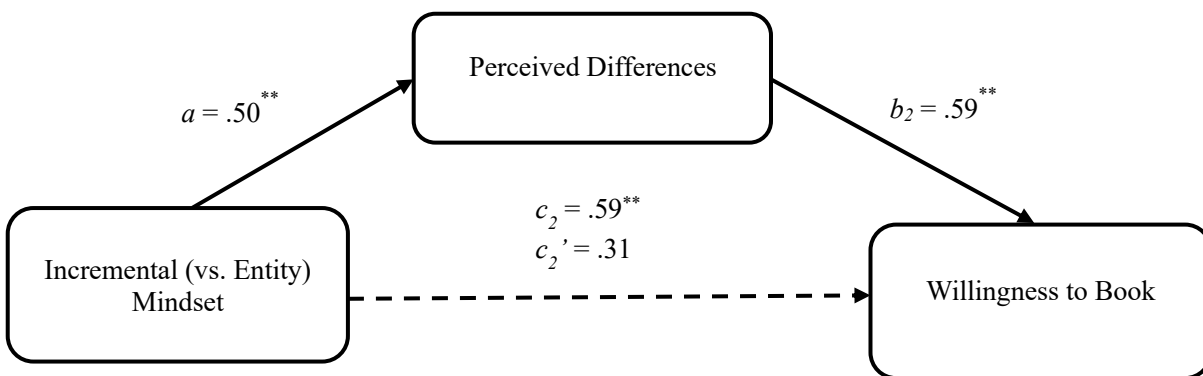 Perceived Differences
a = .50**
b₂ = .59**
c₂ = .59**
c₂’ = .31
Incremental (vs. Entity)
Mindset
Willingness to Book